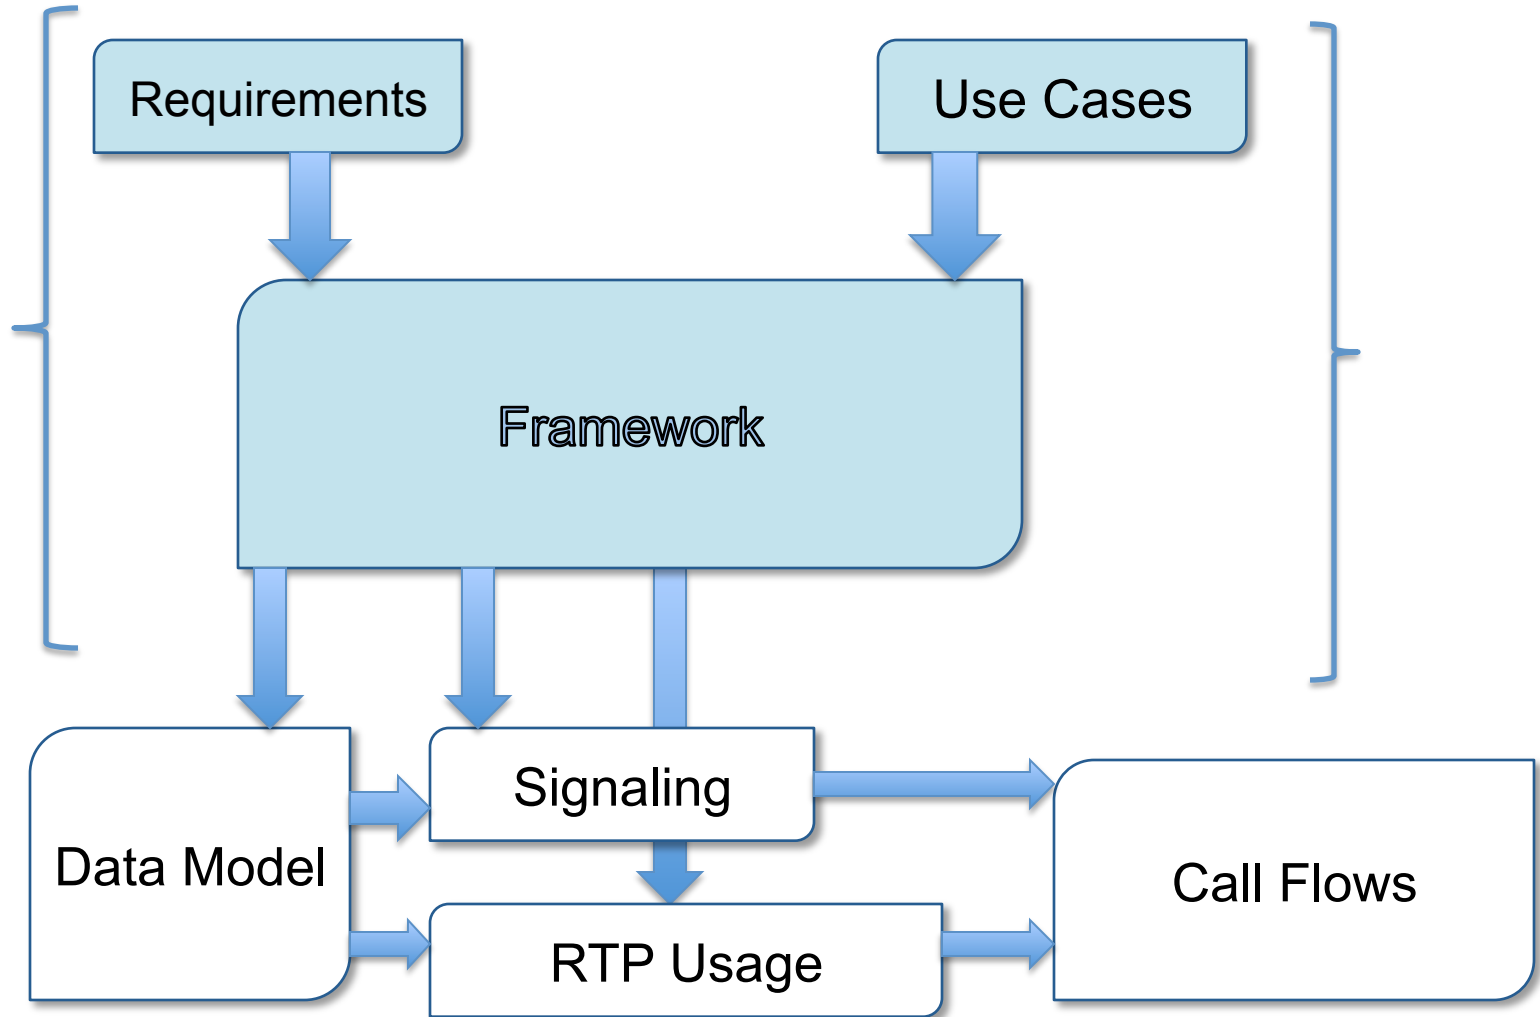 Requirements
Use Cases
Framework
Signaling
Data Model
Call Flows
RTP Usage